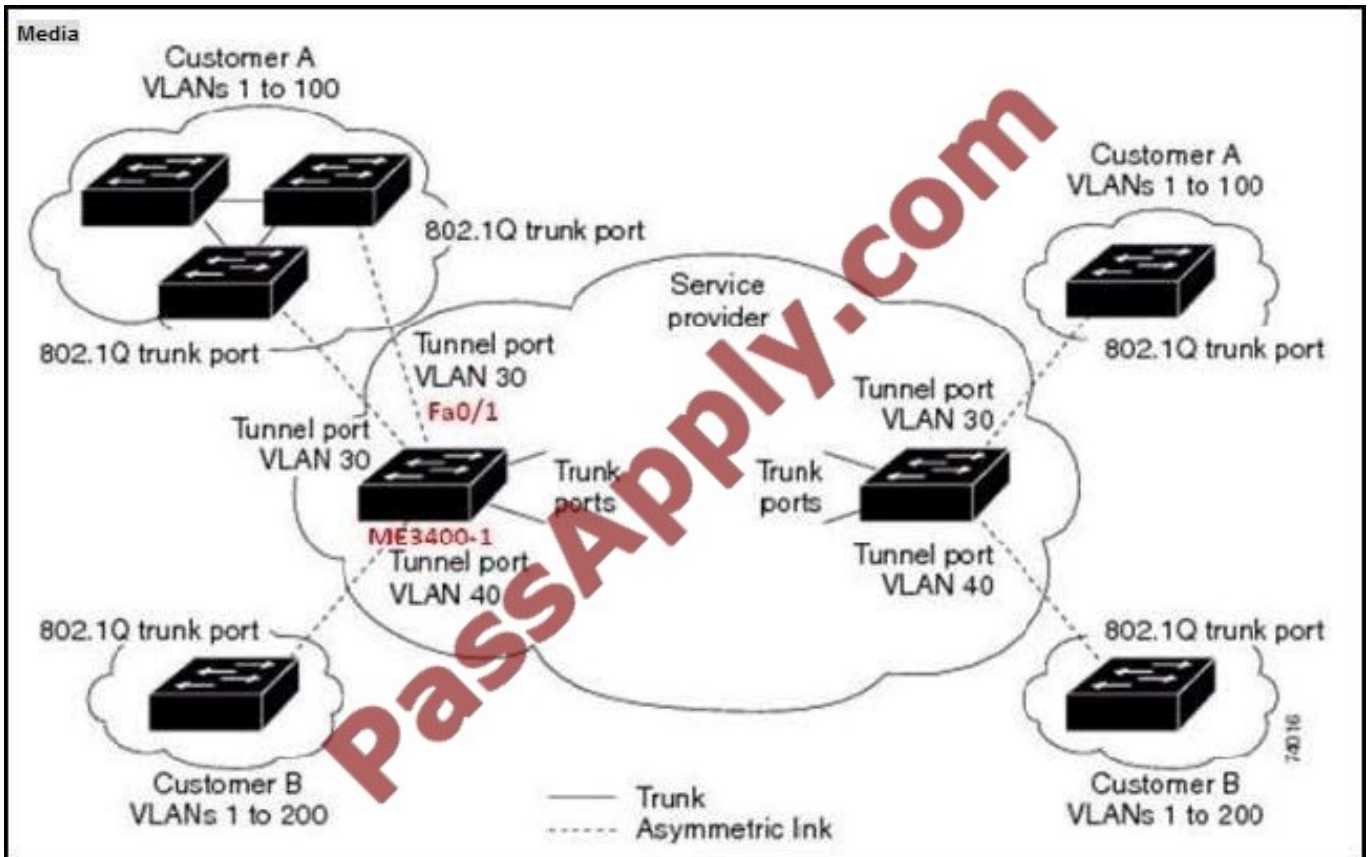 Media
Customer A
VLANs 1 to 100
Customer A
VLANs 1 to 100
802.1Q trunk port
Service
provider
802.1Q trunk port
802.1Q trunk port
Tunnel port
VLAN 30
Fa0/1
Tunnel port
VLAN 30
Tunnel port
VLAN 30
Trunk
ports
Trunk
ports
ME3400-1
Tunnel port
VLAN 40
Tunnel port
VLAN 40
802.1Q trunk port
802.1Q trunk port
Customer B
VLANs 1 to 200
Customer B
VLANs 1 to 200
74016
Trunk
Asymmetric Ink
PassApply.com